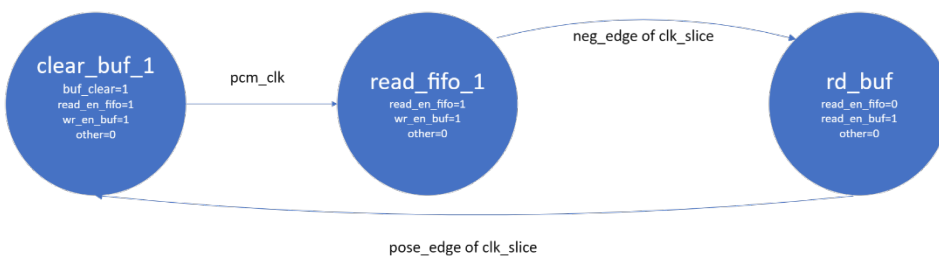 neg_edge of clk_slice
clear_buf_1
buf_clear=1
read_en_fifo=1
wr_en_buf=1
other=0
pcm_clk
read_fifo_1
read_en_fifo=1
wr_en_buf=1
other=0
rd_buf
read_en_fifo=0
read_en_buf=1
other=0
pose_edge of clk_slice